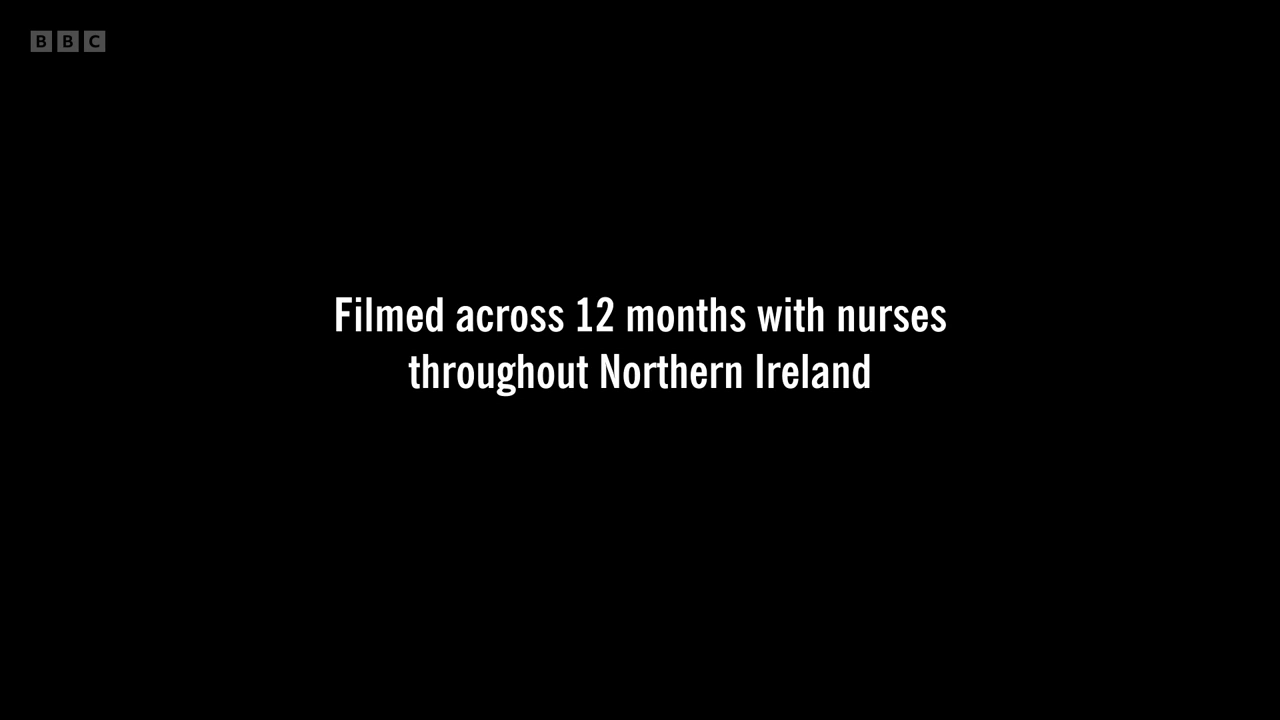 BBC
Filmed across 12 months with nurses
throughout Northern Ireland